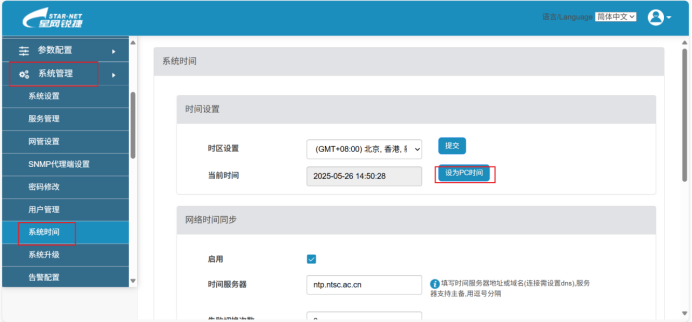 STAR-NET
星网锐捷
语言/Language 简体中文
参数配置
系统管理
系统设置
服务管理
网管设置
SNMP代理端设置
密码修改
用户管理
系统时间
系统升级
告警配置
系统时间
时间设置
时区设置 (GMT+08:00) 北京, 香港, 提交
当前时间 2025-05-26 14:50:28 设为PC时间
网络时间同步
启用
时间服务器 ntp.ntsc.ac.cn 填写时间服务器地址或域名(连接需设置dns),服务
器支持主备,用逗号分隔